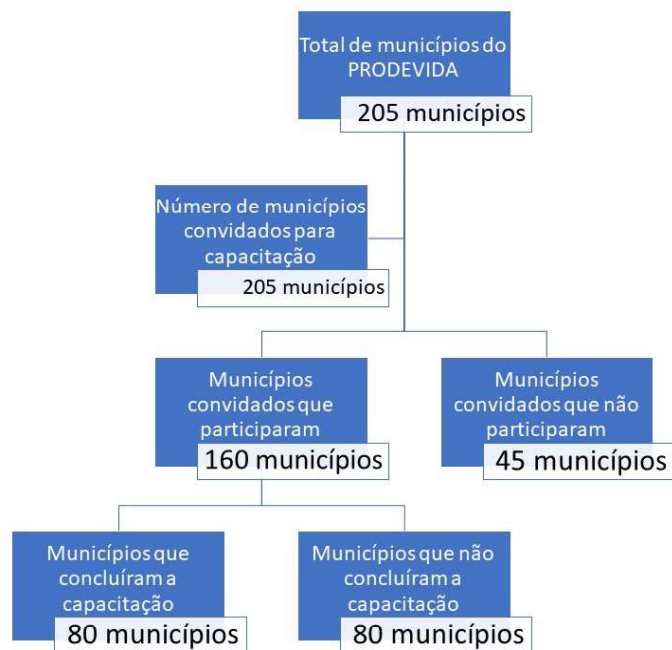 Total de municípios do
PRODEVIDA
205 municípios
Número de municípios
convidados para
capacitação
205 municípios
Municípios
convidados que
participaram
160 municípios
Municípios
convidados que não
participaram
45 municípios
Municípios que
concluíram a
capacitação
80 municípios
Municípios que não
concluíram a
capacitação
80 municípios